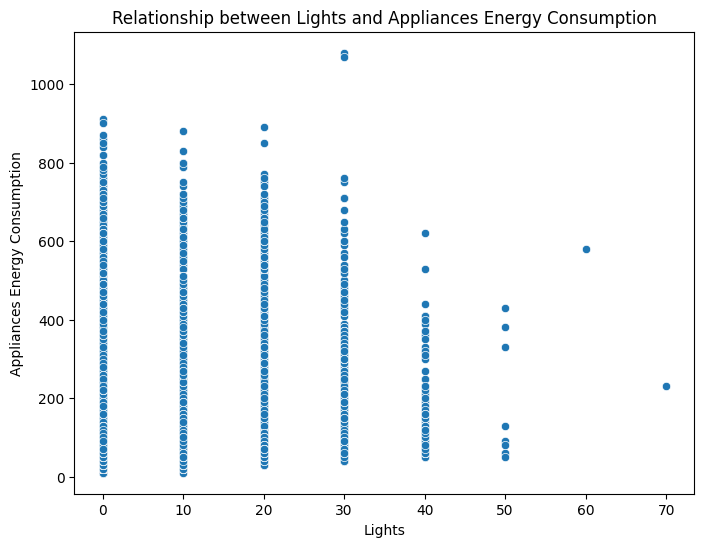 Relationship between Lights and Appliances Energy Consumption
1000
800
600
400
200
0
Appliances Energy Consumption
0 10 20 30 40 50 60 70
Lights